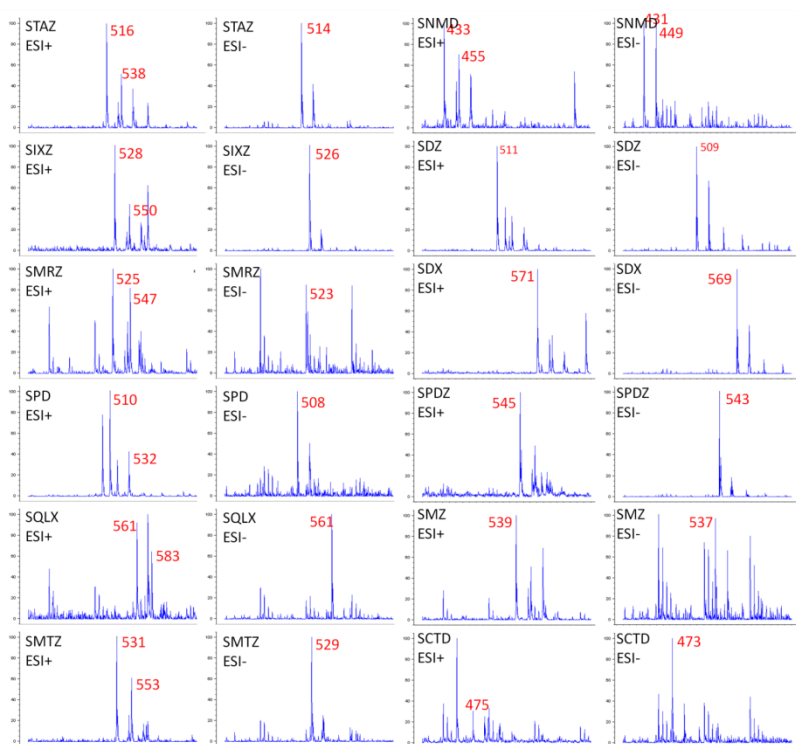 STAZ
ESI+
516
538
STAZ
ESI-
514
SNMD
ESI+
433
455
SNMD
ESI-
431
449
SIXZ
ESI+
528
550
SIXZ
ESI-
526
SDZ
ESI+
511
SDZ
ESI-
509
SMRZ
ESI+
525
547
SMRZ
ESI-
523
SDX
ESI+
571
SDX
ESI-
569
SPD
ESI+
510
532
SPD
ESI-
508
SPDZ
ESI+
545
SPDZ
ESI-
543
SQLX
ESI+
561
583
SQLX
ESI-
561
SMZ
ESI+
539
SMZ
ESI-
537
SMTZ
ESI+
531
553
SMTZ
ESI-
529
SCTD
ESI+
475
SCTD
ESI-
473